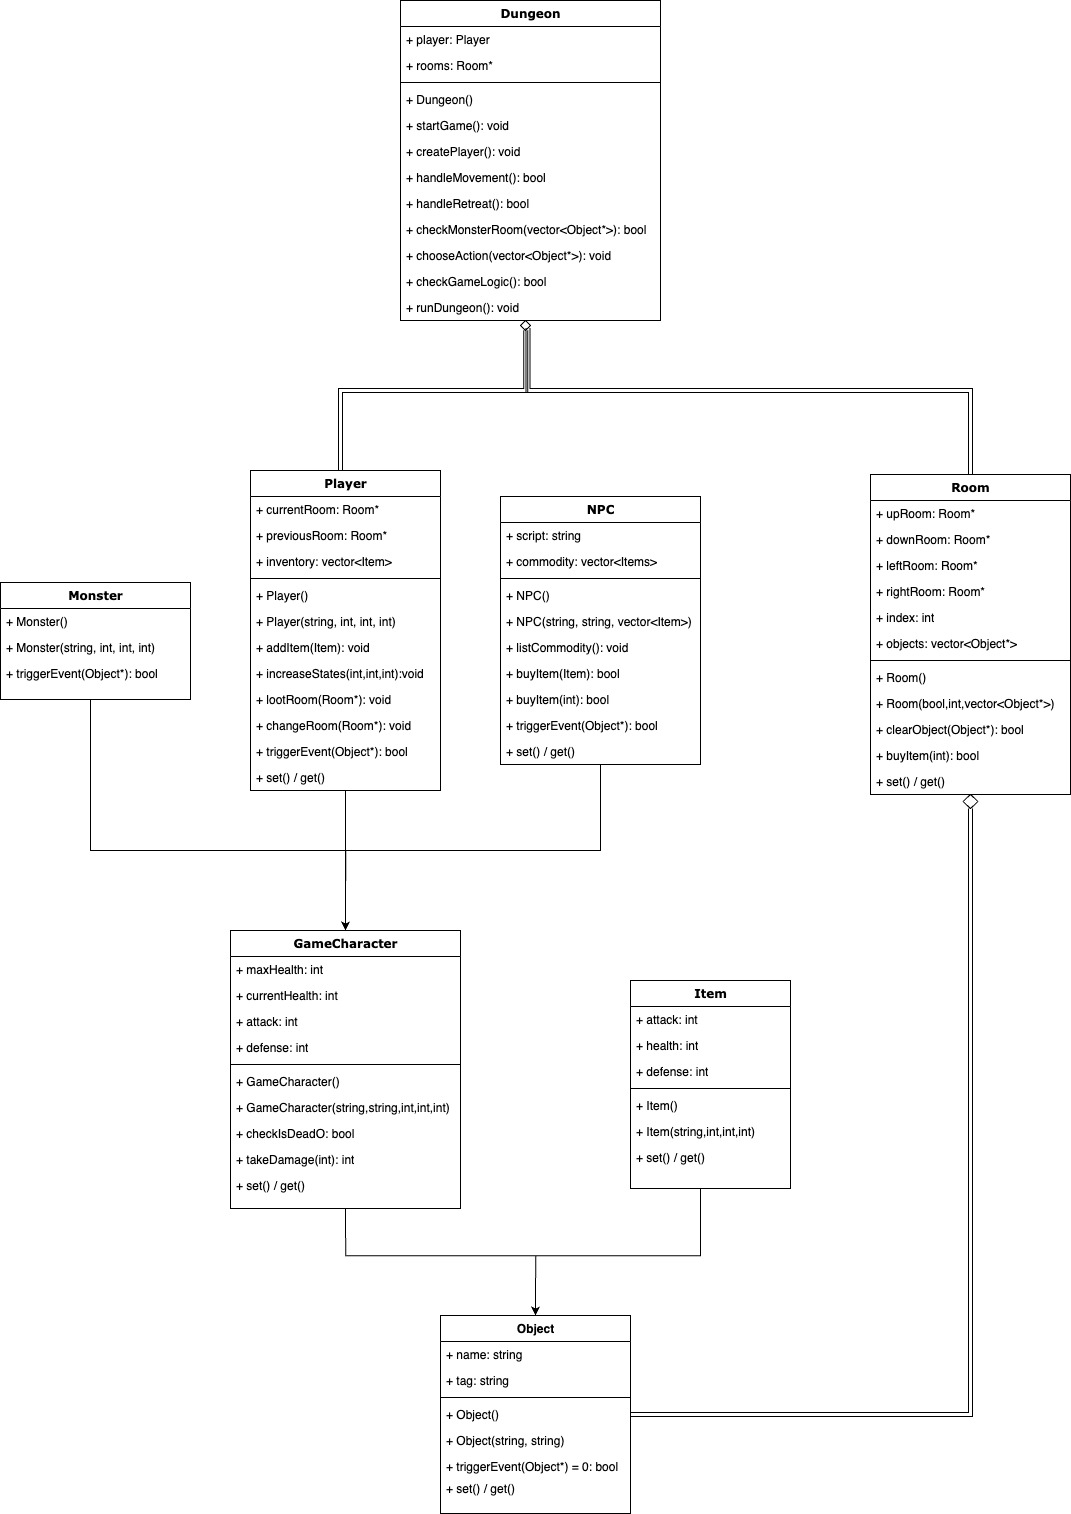 Dungeon
+ player: Player
+ rooms: Room*
+ Dungeon()
+ startGame(): void
+ createPlayer(): void
+ handleMovement(): bool
+ handleRetreat(): bool
+ checkMonsterRoom(vector<Object*>): bool
+ chooseAction(vector<Object*>): void
+ checkGameLogic(): bool
+ runDungeon(): void
Player
+ currentRoom: Room*
+ previousRoom: Room*
+ inventory: vector<Item>
+ Player()
+ Player(string, int, int, int)
+ addItem(Item): void
+ increaseStates(int,int,int):void
+ lootRoom(Room*): void
+ changeRoom(Room*): void
+ triggerEvent(Object*): bool
+ set() / get()
NPC
+ script: string
+ commodity: vector<Items>
+ NPC()
+ NPC(string, string, vector<Item>)
+ listCommodity(): void
+ buyItem(Item): bool
+ buyItem(int): bool
+ triggerEvent(Object*): bool
+ set() / get()
Room
+ upRoom: Room*
+ downRoom: Room*
+ leftRoom: Room*
+ rightRoom: Room*
+ index: int
+ objects: vector<Object*>
+ Room()
+ Room(bool,int,vector<Object*>)
+ clearObject(Object*): bool
+ buyItem(int): bool
+ set() / get()
Monster
+ Monster()
+ Monster(string, int, int, int)
+ triggerEvent(Object*): bool
GameCharacter
+ maxHealth: int
+ currentHealth: int
+ attack: int
+ defense: int
+ GameCharacter()
+ GameCharacter(string,string,int,int,int)
+ checkIsDeadO: bool
+ takeDamage(int): int
+ set() / get()
Item
+ attack: int
+ health: int
+ defense: int
+ Item()
+ Item(string,int,int,int)
+ set() / get()
Object
+ name: string
+ tag: string
+ Object()
+ Object(string, string)
+ triggerEvent(Object*) = 0: bool
+ set() / get()